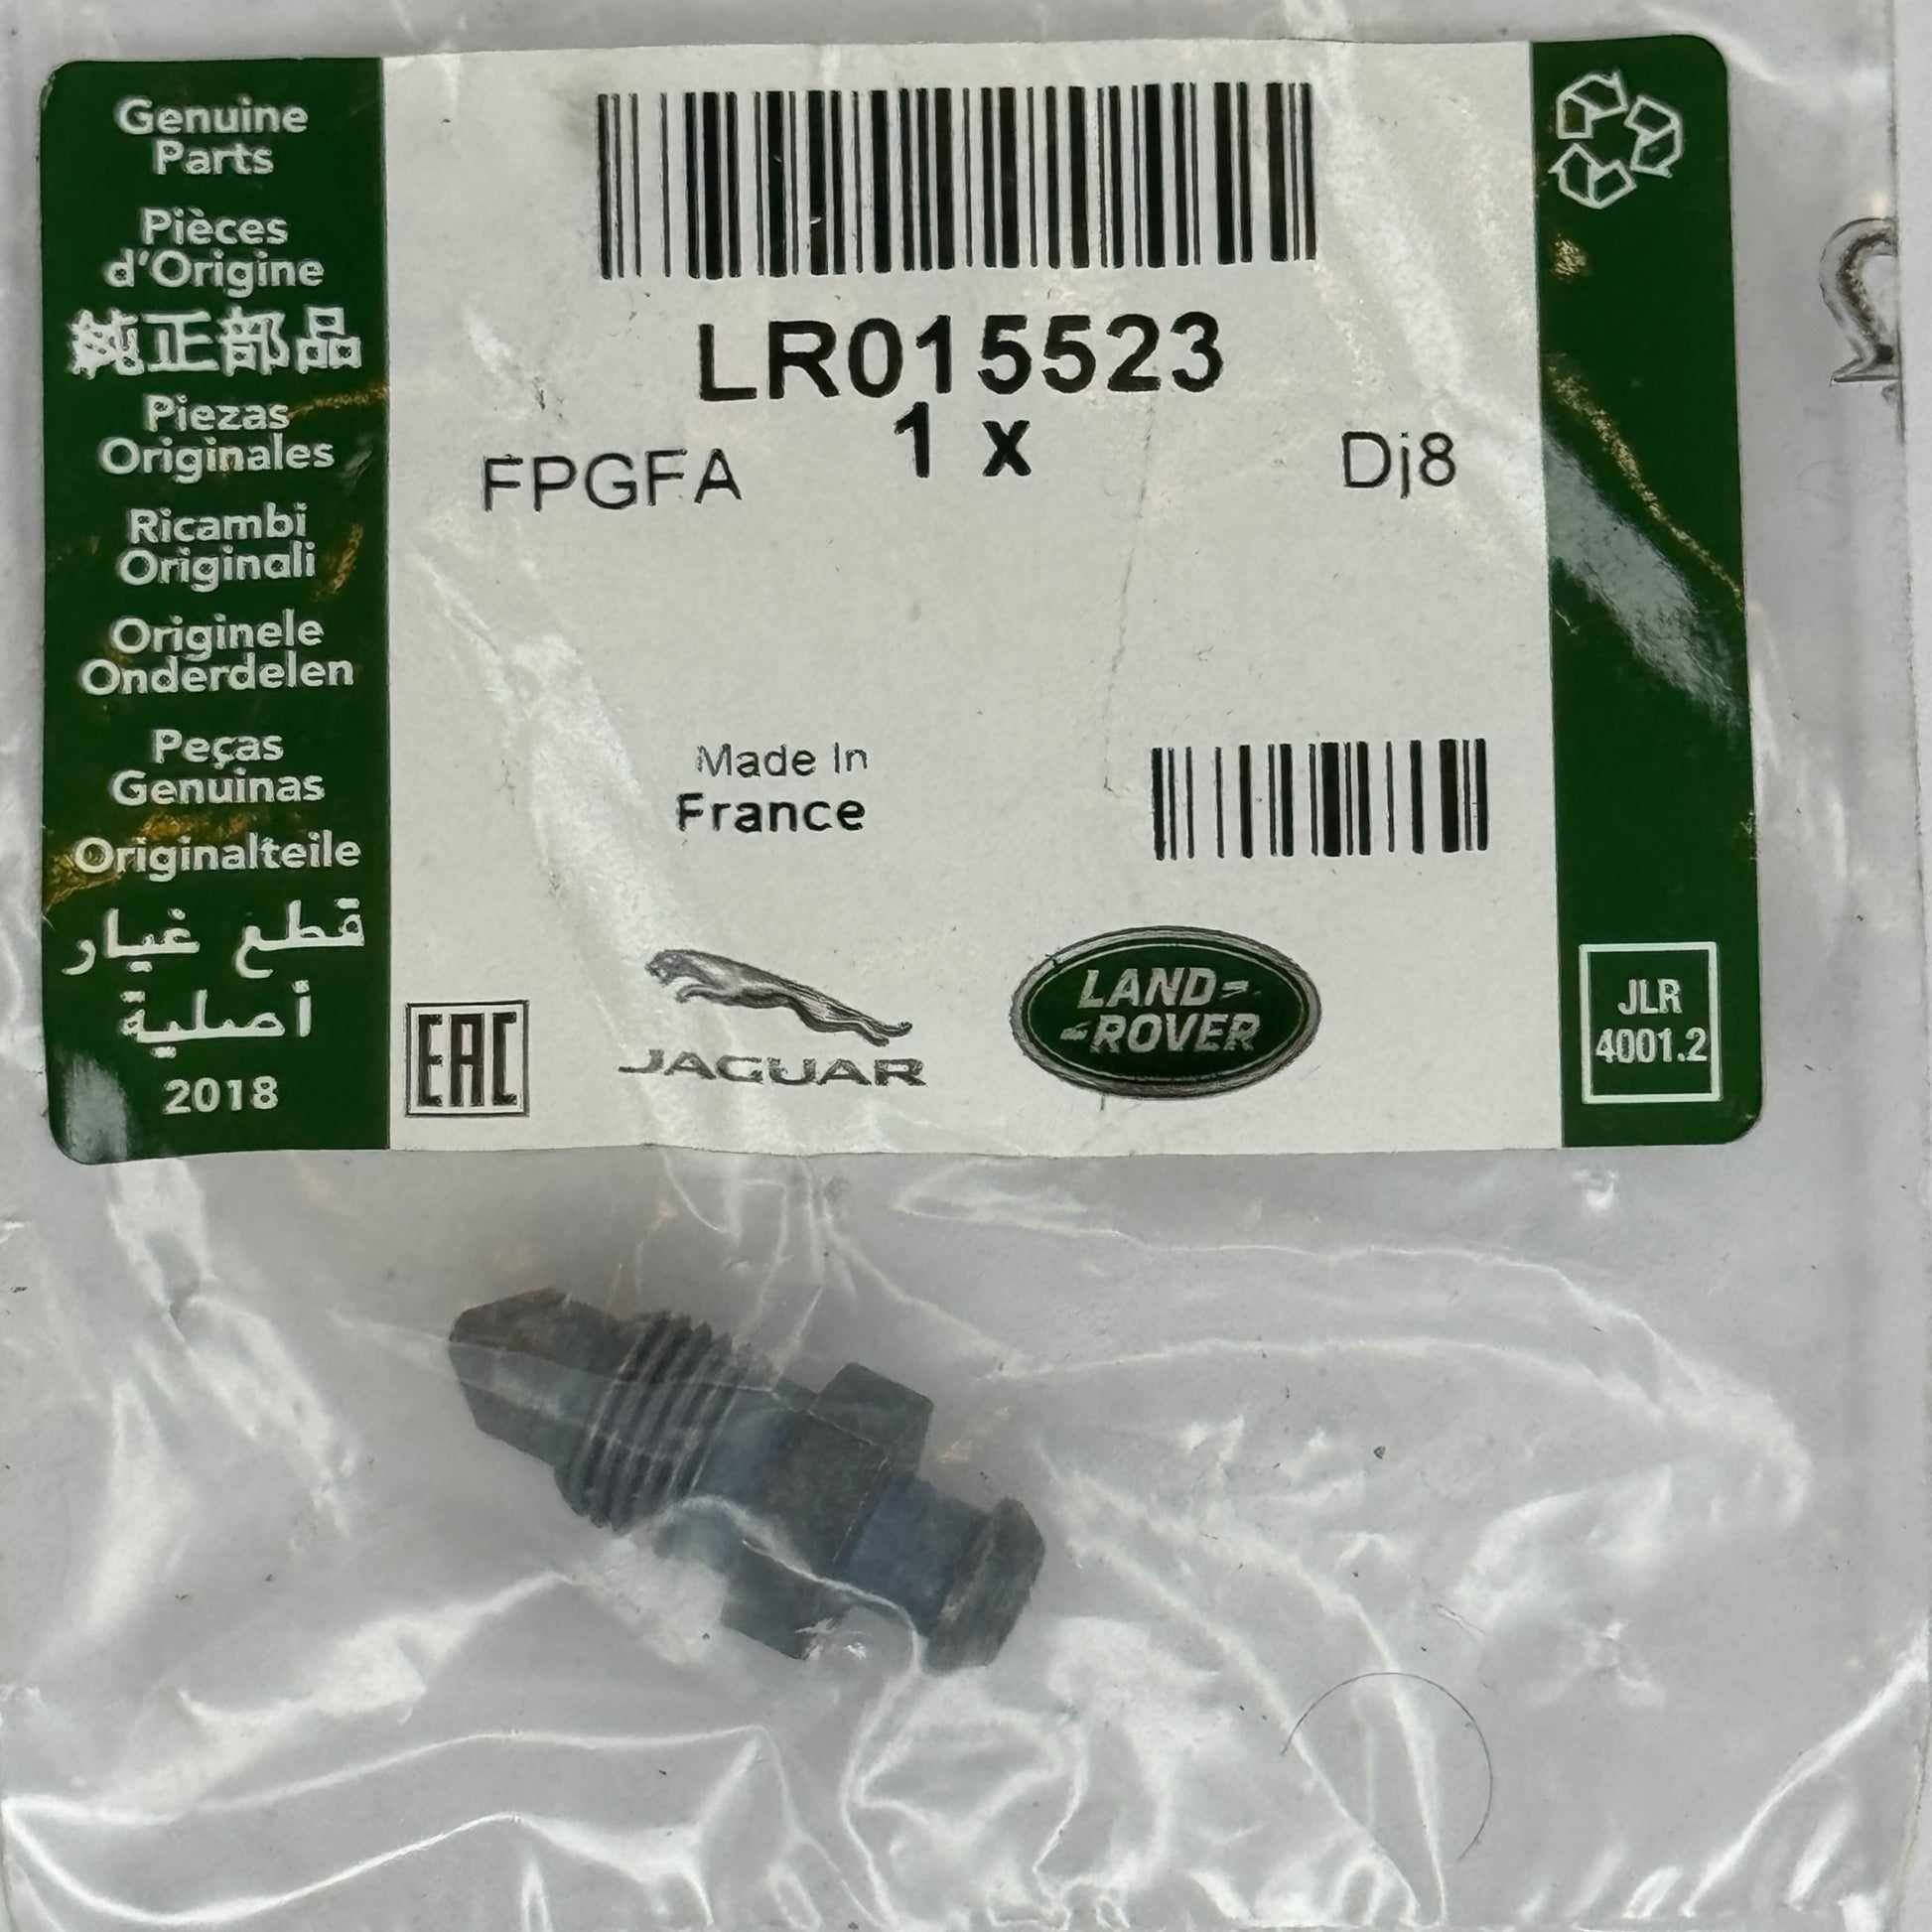 Genuine
Parts
Pièces
d'Origine
純正部品
Piezas
Originales
Ricambi
Originali
Originele
Onderdelen
Peças
Genuinas
Originalteile
قطع غيار
أصلية
2018
LR015523
1 x
FPGFA
Dj8
Made In
France
EAC
JAGUAR
LAND-
-ROVER
JLR
4001.2